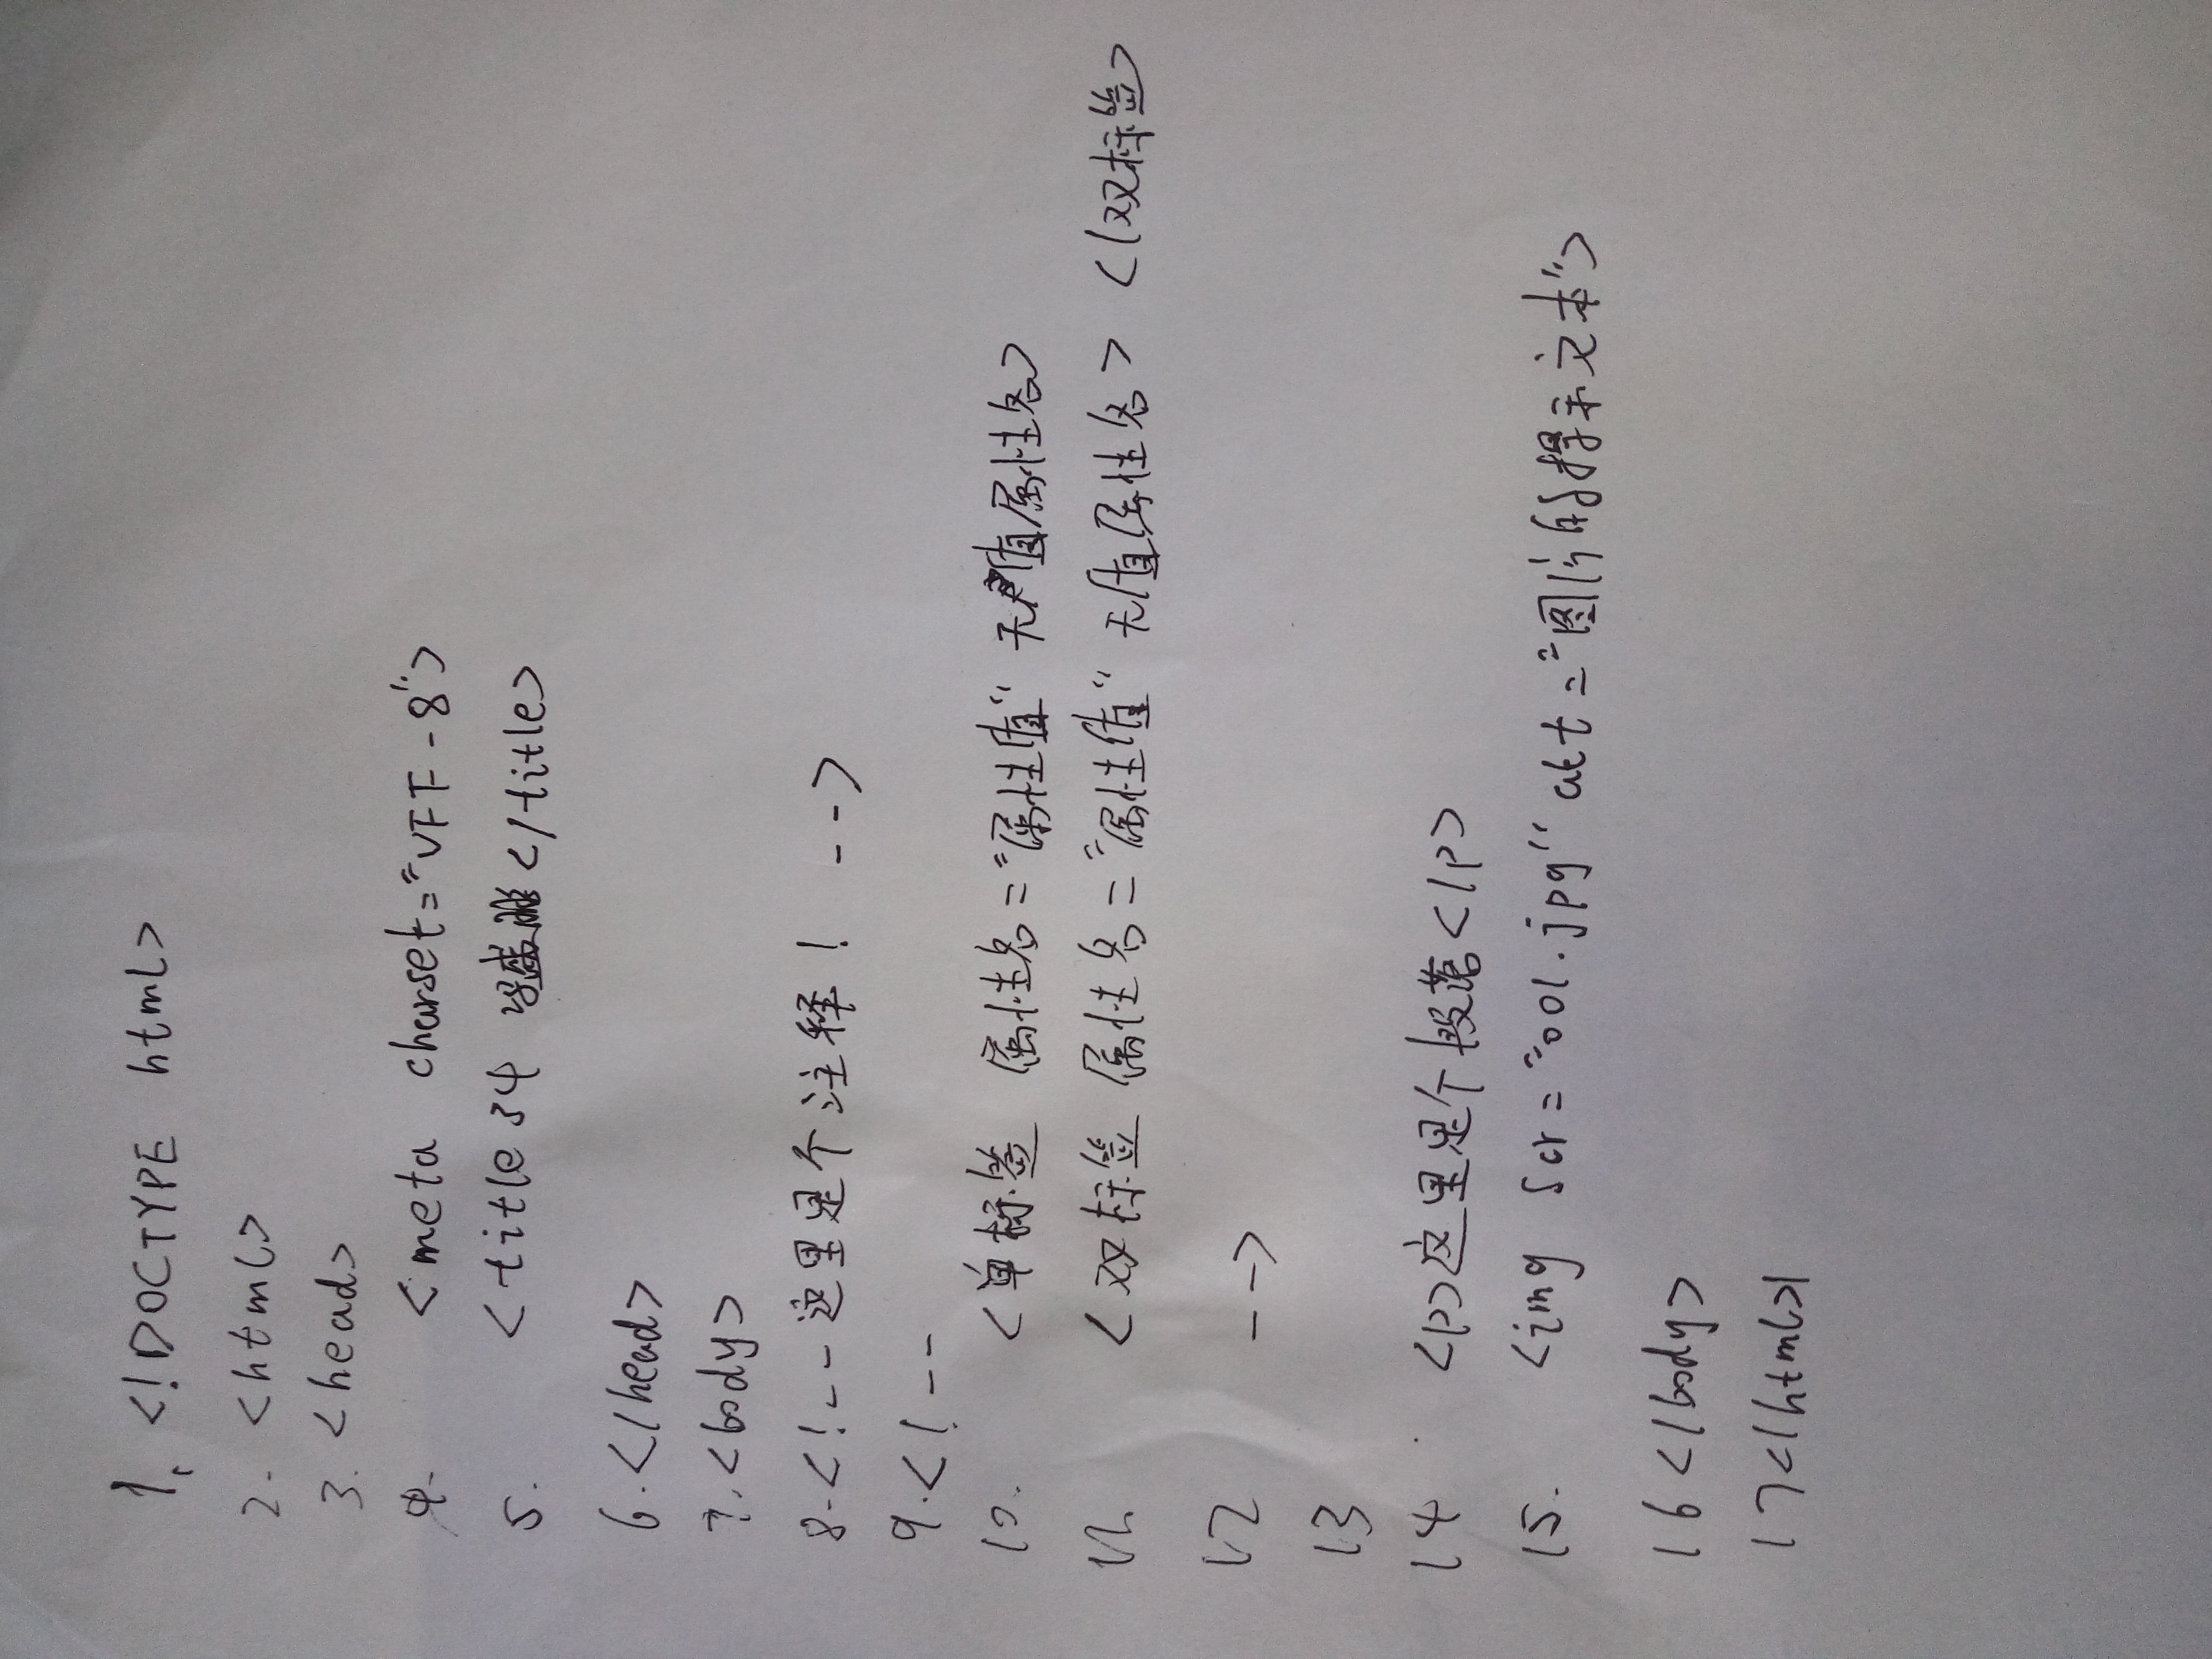 1. <!DOCTYPE html>
2. <html>
3. <head>
4. <meta charset="VFF-8">
5. <title 34 </title>
6. </head>
7. <body>
8. <!-- 这里是个注释! -->
9. <!--
10. <单标签 属性名="属性值" 无值属性名>
11. <双标签 属性名="属性值" 无值属性名> </双标签>
12 -->
13
14 <p>这里是个段落</p>
15. <img scr="001.jpg" att="图片的提示文本">
16 </body>
17 </html>